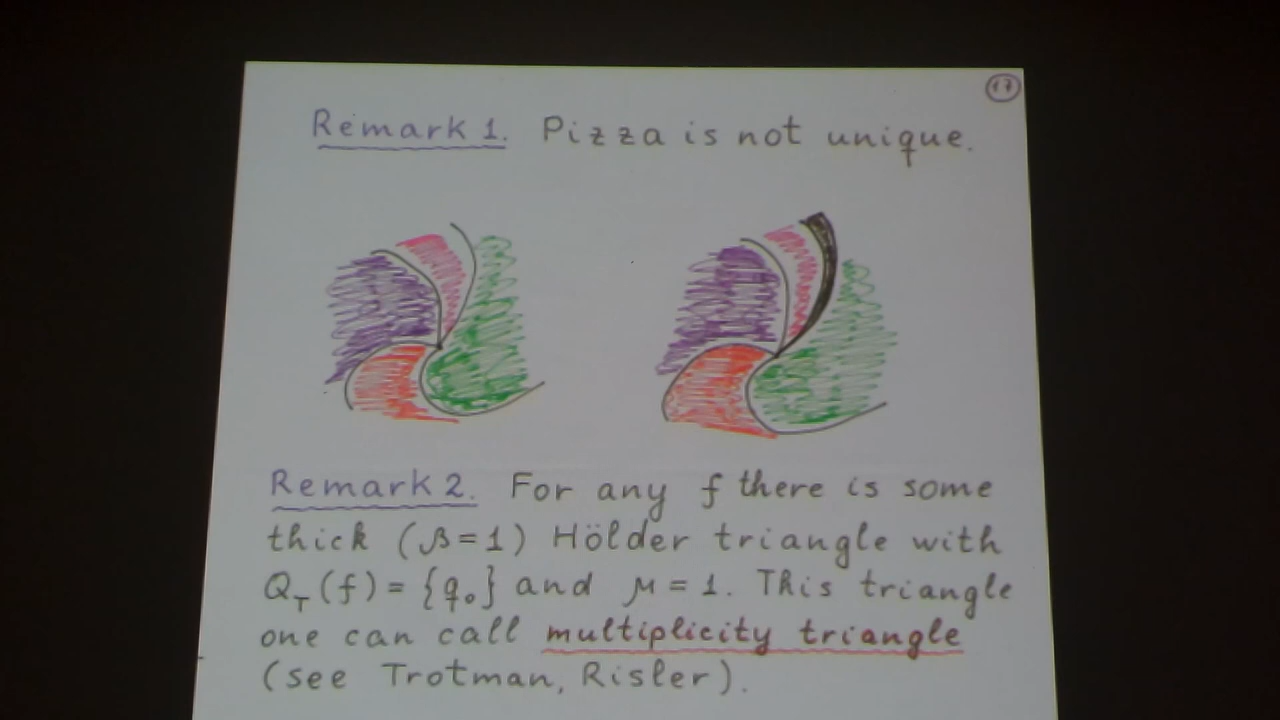 17
Remark 1. Pizza is not unique.
Remark 2. For any f there is some
thick (β=1) Hölder triangle with
Q_T(f) = {q₀} and μ = 1. This triangle
one can call multiplicity triangle
(see Trotman, Risler).